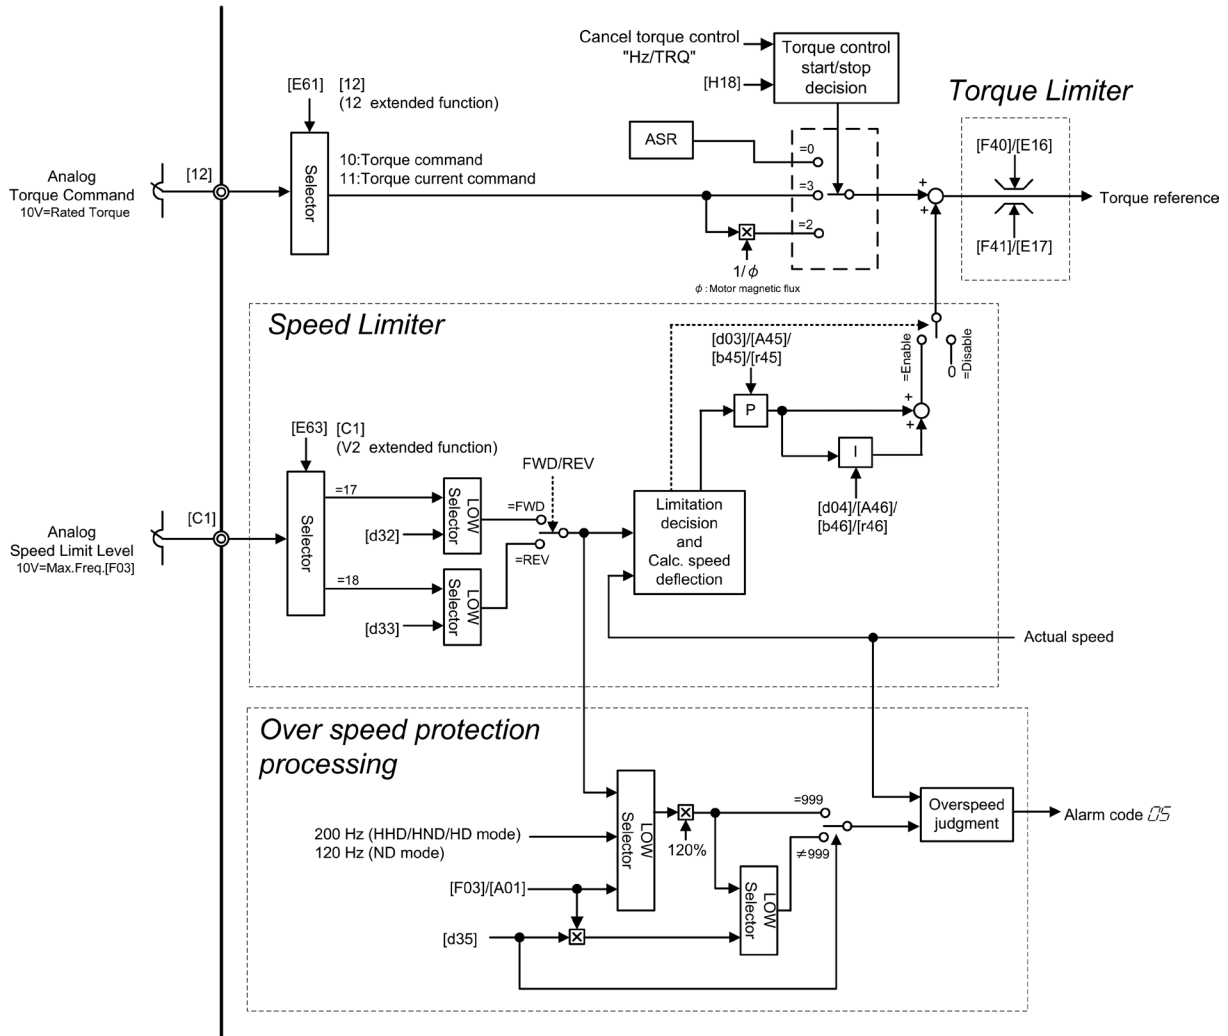 Cancel torque control
"Hz/TRQ"
[H18]
Torque control
start/stop
decision
Torque Limiter
[E61]
[12]
(12 extended function)
ASR
[F40]/[E16]
=0
Analog
Torque Command
10V=Rated Torque
[12]
Selector
10:Torque command
11:Torque current command
=3
+
+
Torque reference
=2
1/ϕ
ϕ : Motor magnetic flux
[F41]/[E17]
Speed Limiter
[d03]/[A45]/
[b45]/[r45]
=Enable
0
=Disable
P
+
+
I
[d04]/[A46]/
[b46]/[r46]
[E63]
[C1]
(V2 extended function)
FWD/REV
Analog
Speed Limit Level
10V=Max.Freq.[F03]
[C1]
Selector
=17
LOW
Selector
[d32]
=FWD
=REV
=18
LOW
Selector
[d33]
Limitation
decision
and
Calc. speed
deflection
Actual speed
Over speed protection
processing
200 Hz (HHD/HND/HD mode)
120 Hz (ND mode)
[F03]/[A01]
[d35]
LOW
Selector
120%
=999
≠999
LOW
Selector
Overspeed
judgment
Alarm code OS